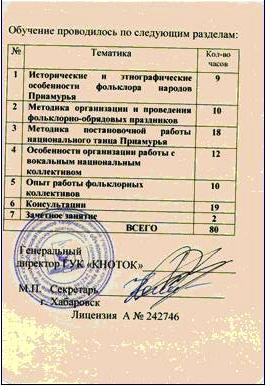 Обучение проводилось по следующим разделам:
№ Тематика Кол-во
часов
1 Исторические и этнографические 9
особенности фольклора народов
Приамурья
2 Методика организации и проведения 10
фольклорно-обрядовых праздников
3 Методика постановочной работы 18
национального танца Приамурья
4 Особенности организации работы с 12
вокальным национальным
коллективом
5 Опыт работы фольклорных 10
коллективов
6 Консультации 19
7 Зачетное занятие 2
ВСЕГО 80
Генеральный
директор ГУК «КНОТОК»
М.П. Секретарь
г. Хабаровск
Лицензия А № 242746